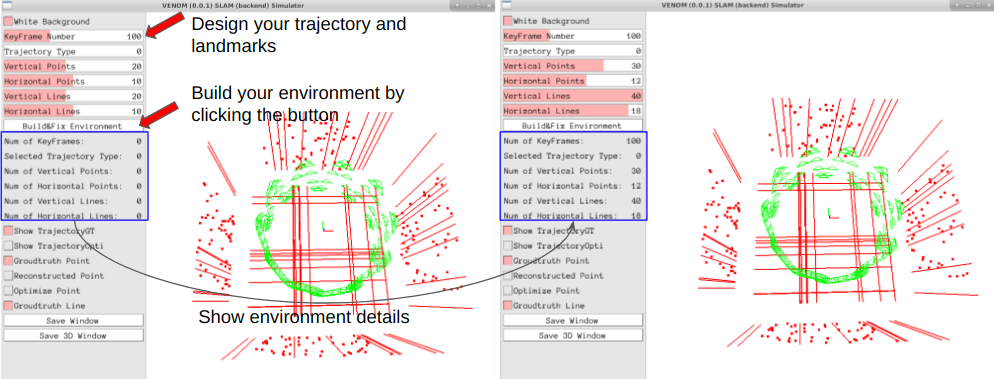 VENOM (0.0.1) SLAM (backend) Simulator
White Background
KeyFrame Number 100
Trajectory Type 0
Vertical Points 20
Horizontal Points 10
Vertical Lines 20
Horizontal Lines 10
Build&Fix Environment
Num of KeyFrames: 0
Selected Trajectory Type: 0
Num of Vertical Points: 0
Num of Horizontal Points: 0
Num of Vertical Lines: 0
Num of Horizontal Lines: 0
Show TrajectoryGT
Show TrajectoryOpti
Groudtruth Point
Reconstructed Point
Optimize Point
Groudtruth Line
Save Window
Save 3D Window
Design your trajectory and
landmarks
Build your environment by
clicking the button
Show environment details
VENOM (0.0.1) SLAM (backend) Simulator
White Background
KeyFrame Number 100
Trajectory Type 0
Vertical Points 30
Horizontal Points 12
Vertical Lines 40
Horizontal Lines 18
Build&Fix Environment
Num of KeyFrames: 100
Selected Trajectory Type: 0
Num of Vertical Points: 30
Num of Horizontal Points: 12
Num of Vertical Lines: 40
Num of Horizontal Lines: 18
Show TrajectoryGT
Show TrajectoryOpti
Groudtruth Point
Reconstructed Point
Optimize Point
Groudtruth Line
Save Window
Save 3D Window